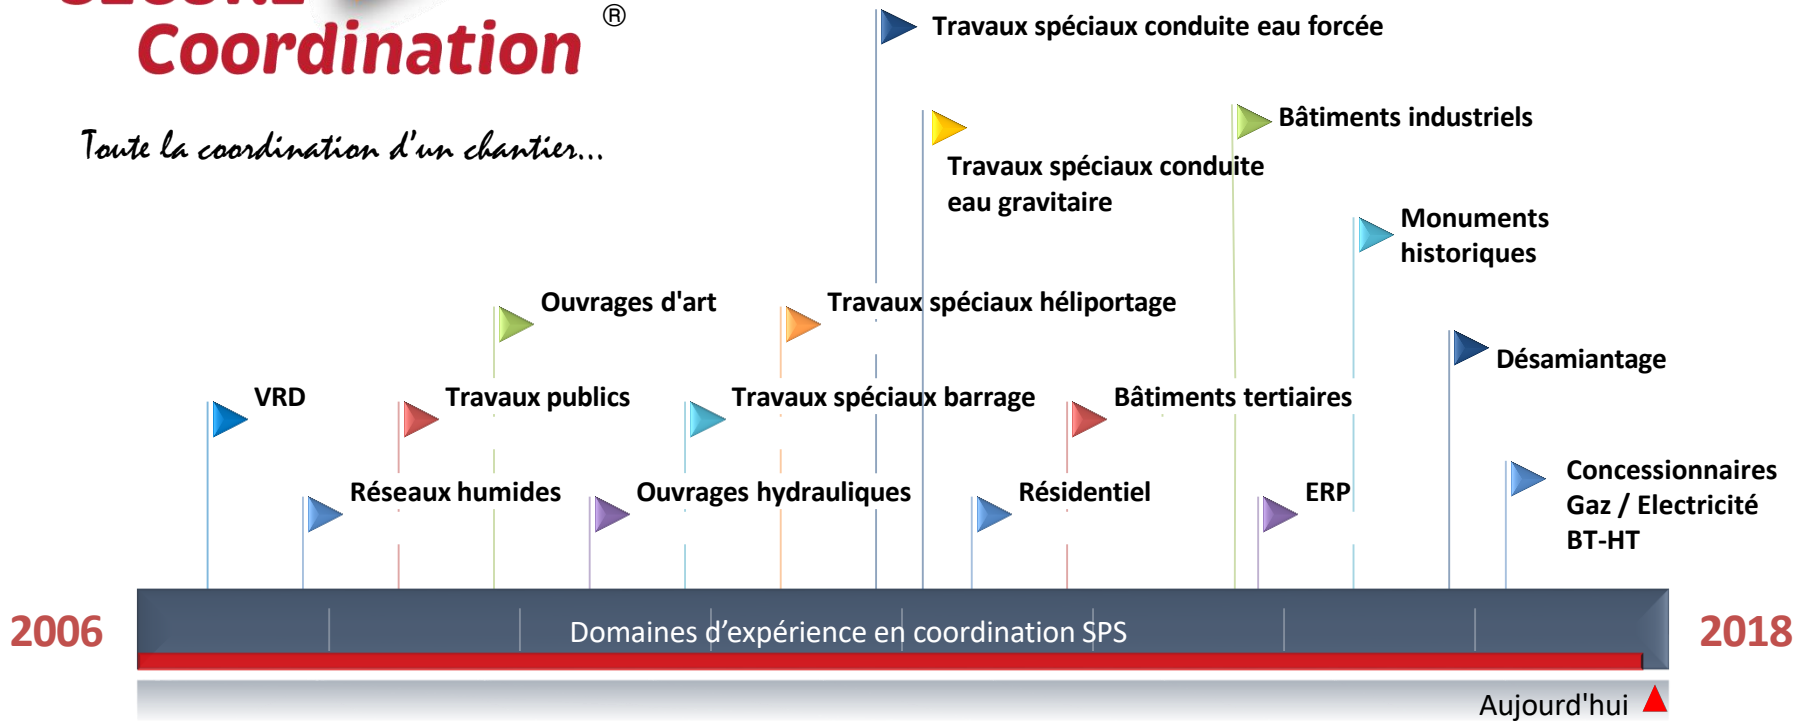 Coordination ®
Toute la coordination d'un chantier...
Travaux spéciaux conduite eau forcée
Bâtiments industriels
Travaux spéciaux conduite
eau gravitaire
Monuments
historiques
Ouvrages d'art
Travaux spéciaux héliportage
Désamiantage
VRD
Travaux publics
Travaux spéciaux barrage
Bâtiments tertiaires
Réseaux humides
Ouvrages hydrauliques
Résidentiel
ERP
Concessionnaires
Gaz / Electricité
BT-HT
2006
Domaines d'expérience en coordination SPS
2018
Aujourd'hui